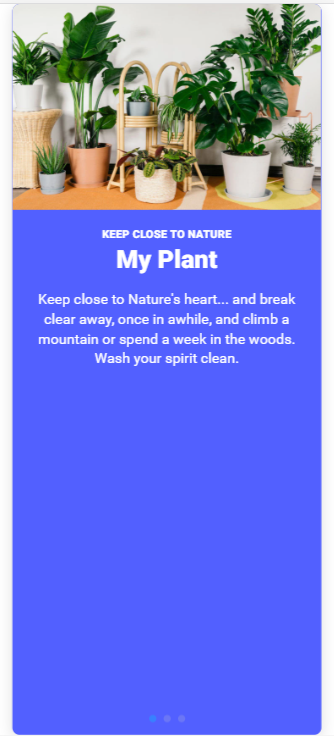 KEEP CLOSE TO NATURE
My Plant
Keep close to Nature's heart... and break
clear away, once in awhile, and climb a
mountain or spend a week in the woods.
Wash your spirit clean.